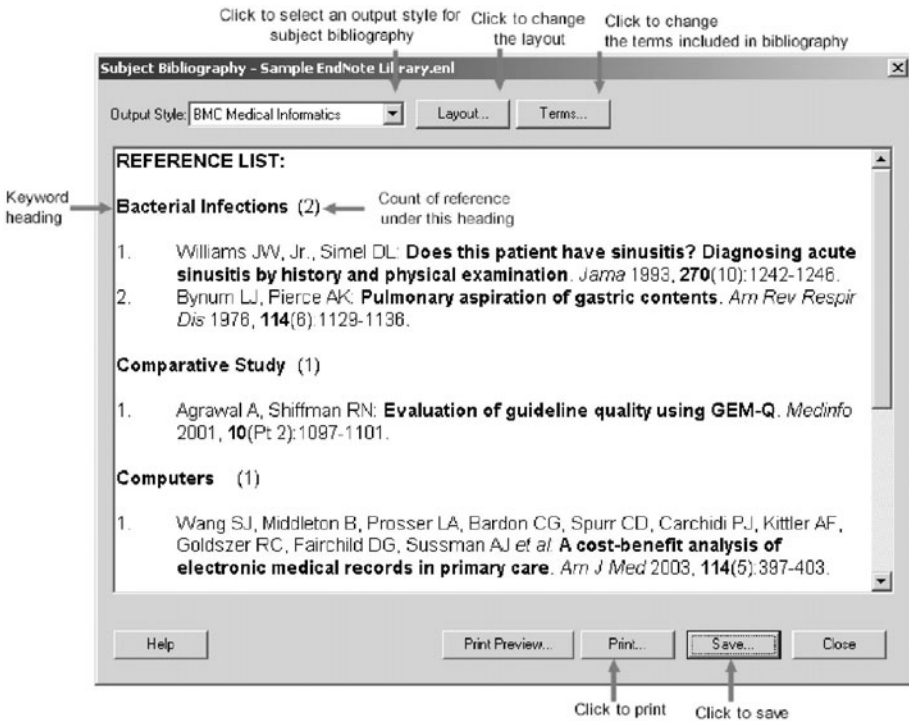 Click to select an output style for
subject bibliography
Click to change
the layout
Click to change
the terms included in bibliography
Subject Bibliography - Sample EndNote Library.enl
Output Style: BMC Medical Informatics
Layout...
Terms...
REFERENCE LIST:
Keyword
heading
Bacterial Infections (2)
Count of reference
under this heading
1. Williams JW, Jr., Simel DL: Does this patient have sinusitis? Diagnosing acute
sinusitis by history and physical examination. Jama 1993, 270(10):1242-1246.
2. Bynum LJ, Pierce AK: Pulmonary aspiration of gastric contents. Am Rev Respir
Dis 1976, 114(6):1129-1136.
Comparative Study (1)
1. Agrawal A, Shiffman RN: Evaluation of guideline quality using GEM-Q. Medinfo
2001, 10(Pt 2):1097-1101.
Computers (1)
1. Wang SJ, Middleton B, Prosser LA, Bardon CG, Spurr CD, Carchidi PJ, Kittler AF,
Goldszer RC, Fairchild DG, Sussman AJ et al: A cost-benefit analysis of
electronic medical records in primary care. Am J Med 2003, 114(5):397-403.
Help
Print Preview...
Print...
Save...
Close
Click to print
Click to save